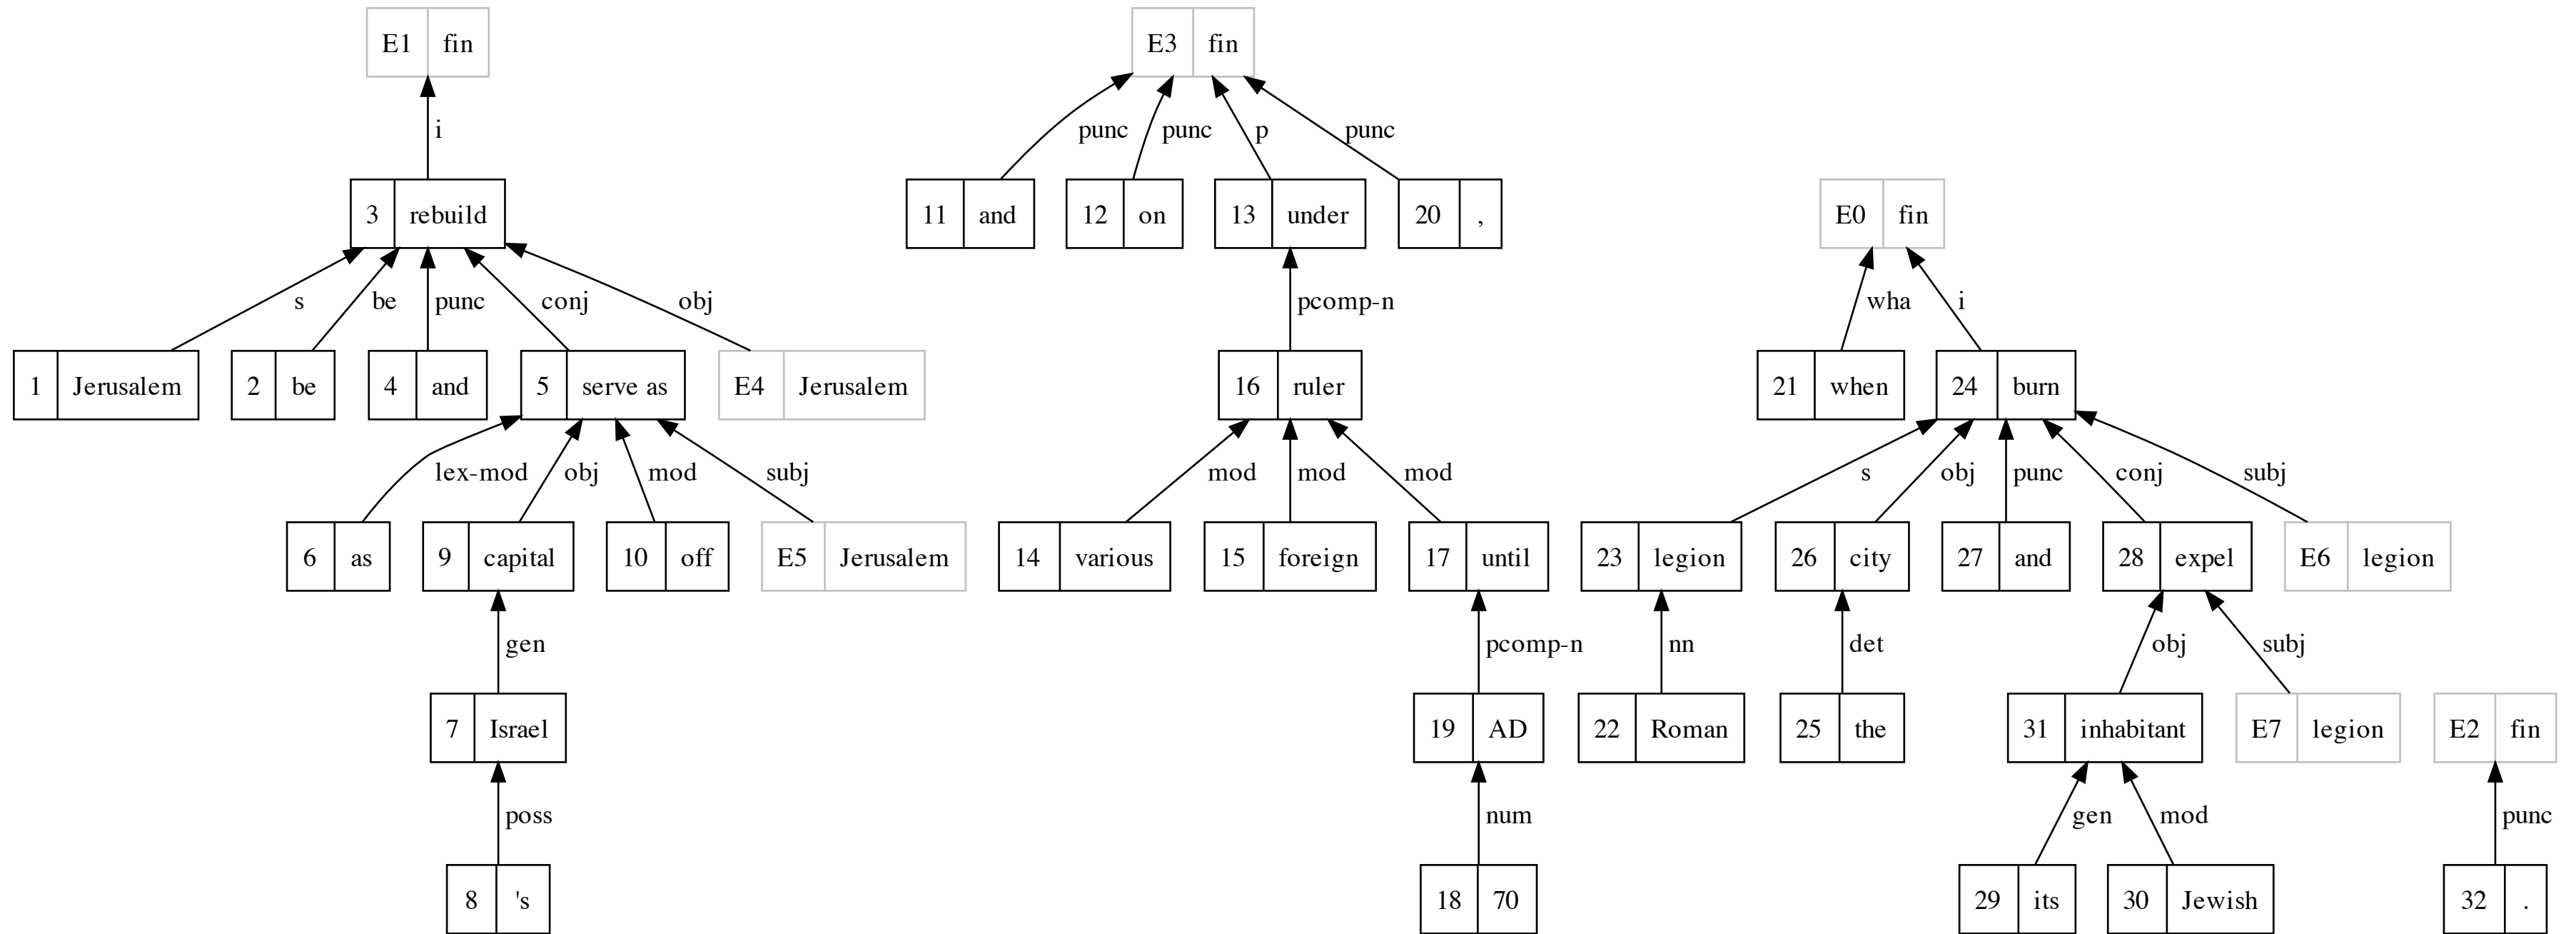 E1 fin E3 fin
i punc punc p punc
3 rebuild 11 and 12 on 13 under 20 , E0 fin
s be punc conj obj pcomp-n wha i
1 Jerusalem 2 be 4 and 5 serve as E4 Jerusalem 16 ruler 21 when 24 burn
lex-mod obj mod subj mod mod mod s obj punc conj subj
6 as 9 capital 10 off E5 Jerusalem 14 various 15 foreign 17 until 23 legion 26 city 27 and 28 expel E6 legion
gen pcomp-n nn det obj subj
7 Israel 19 AD 22 Roman 25 the 31 inhabitant E7 legion E2 fin
poss num gen mod punc
8 's 18 70 29 its 30 Jewish 32 .